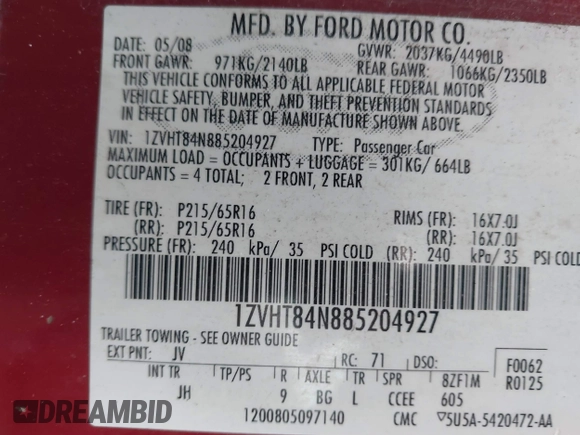 MFD. BY FORD MOTOR CO.
DATE: 05/08 GVWR: 2037KG/4490LB
FRONT GAWR: 971KG/2140LB REAR GAWR: 1066KG/2350LB
THIS VEHICLE CONFORMS TO ALL APPLICABLE FEDERAL MOTOR
VEHICLE SAFETY, BUMPER, AND THEFT PREVENTION STANDARDS
IN EFFECT ON THE DATE OF MANUFACTURE SHOWN ABOVE.
VIN: 1ZVHT84N885204927 TYPE: Passenger Car
MAXIMUM LOAD = OCCUPANTS + LUGGAGE = 301KG/ 664LB
OCCUPANTS = 4 TOTAL; 2 FRONT, 2 REAR
TIRE (FR): P215/65R16 RIMS (FR): 16X7.0J
(RR): P215/65R16 (RR): 16X7.0J
PRESSURE (FR): 240 kPa/ 35 PSI COLD (RR): 240 kPa/ 35 PSI COLD
1ZVHT84N885204927
TRAILER TOWING - SEE OWNER GUIDE
EXT PNT: JV RC: 71 DSO: F0062
INT TR TP/PS R AXLE TR SPR 8ZF1M R0125
JH 9 BG L CCEE 605
1200805097140 CMC ▽5U5A-5420472-AA